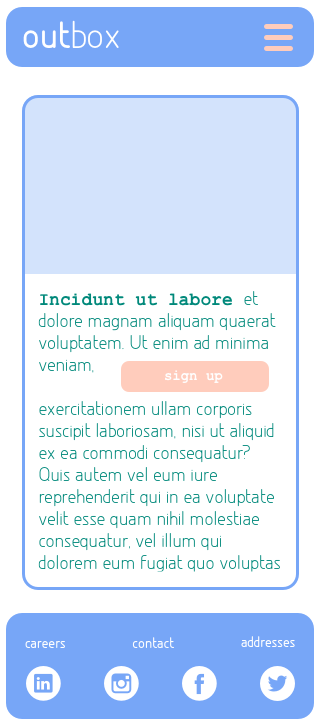 outbox
Incidunt ut labore et
dolore magnam aliquam quaerat
voluptatem. Ut enim ad minima
veniam,
sign up
exercitationem ullam corporis
suscipit laboriosam, nisi ut aliquid
ex ea commodi consequatur?
Quis autem vel eum iure
reprehenderit qui in ea voluptate
velit esse quam nihil molestiae
consequatur, vel illum qui
dolorem eum fugiat quo voluptas
careers contact addresses